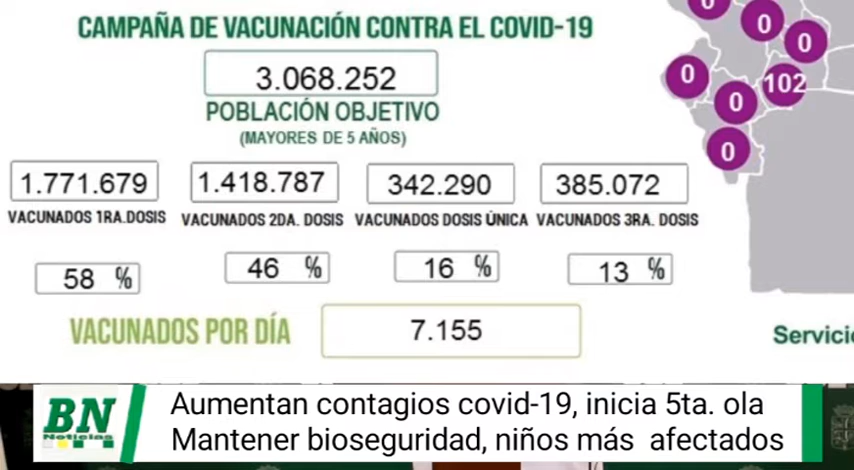 CAMPAÑA DE VACUNACIÓN CONTRA EL COVID-19
3.068.252
POBLACIÓN OBJETIVO
(MAYORES DE 5 AÑOS)
1.771.679 1.418.787 342.290 385.072
VACUNADOS 1RA.DOSIS VACUNADOS 2DA. DOSIS VACUNADOS DOSIS ÚNICA VACUNADOS 3RA. DOSIS
58 % 46 % 16 % 13 %
VACUNADOS POR DÍA 7.155
0
0
0
0
102
0
0
Servici
BN
Noticias
Aumentan contagios covid-19, inicia 5ta. ola
Mantener bioseguridad, niños más afectados